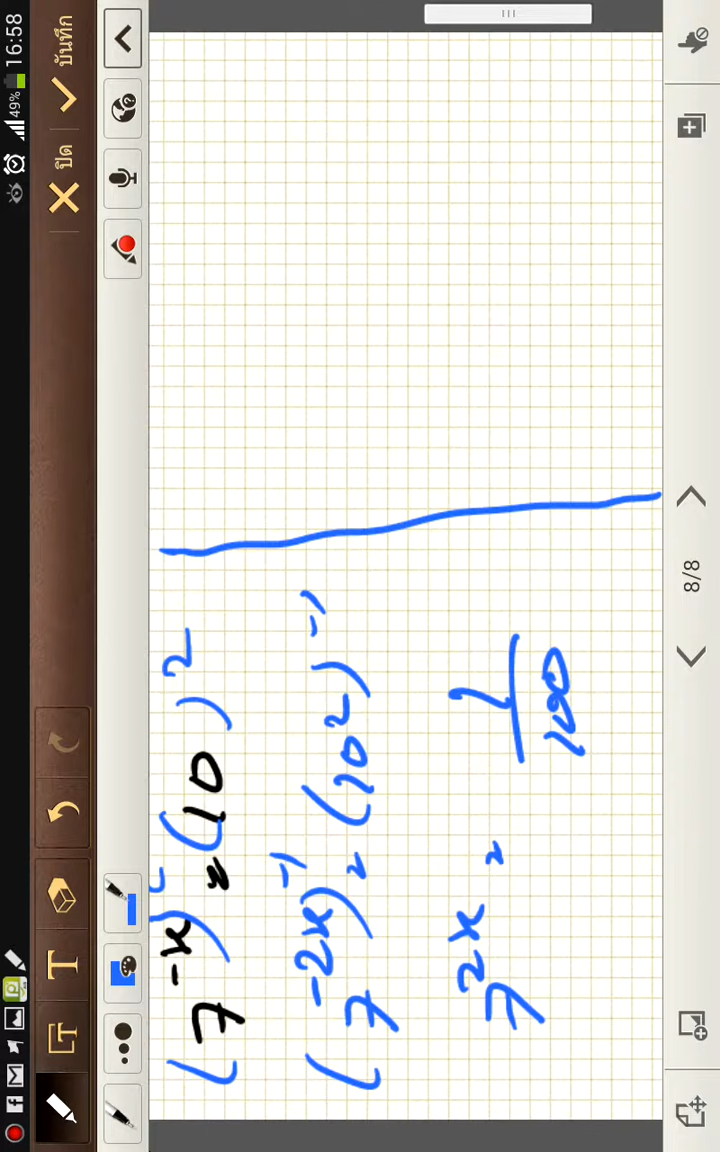 16:58
49%
บันทึก
ปิด
(7^-x)^2 = (10)^2
(7^-2x)^-1 = (10^2)^-1
7^2x = 1/100
8/8
T
T